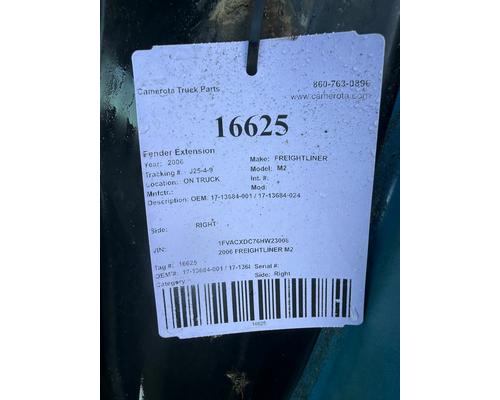 Camerota Truck Parts 860-763-0896
www.camerota.com
16625
Fender Extension
Year: 2006 Make: FREIGHTLINER
Tracking #: J25-4-9 Model: M2
Location: ON TRUCK Int. #:
Mnfctr.: Mod:
Description: OEM: 17-13684-001 / 17-13684-024
Side: RIGHT
1FVACXDC76HW23006
VIN: 2006 FREIGHTLINER M2
Tag #: 16625
OEM #: 17-13684-001 / 17-1368 Serial #:
Category: Side: Right
16625